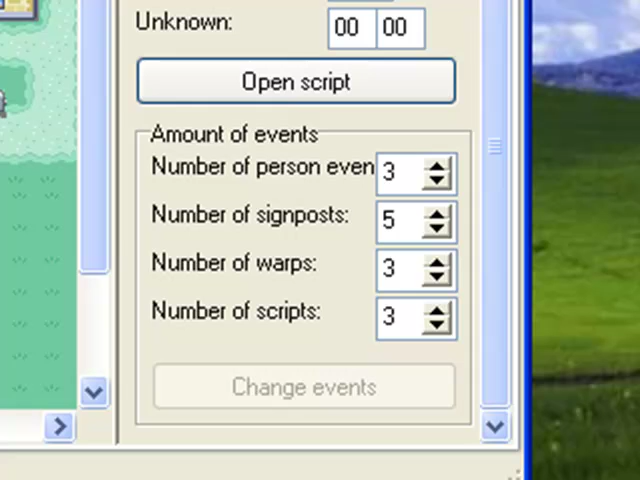 Unknown:
00 00
Open script
Amount of events
Number of person even 3
Number of signposts: 5
Number of warps: 3
Number of scripts: 3
Change events